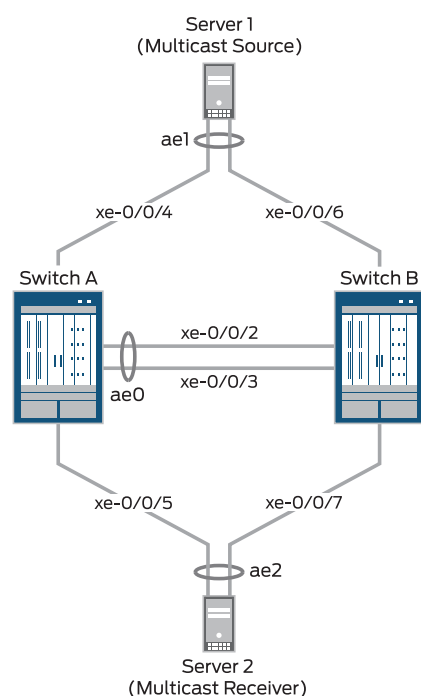 Server 1
(Multicast Source)
ae1
xe-0/0/4
xe-0/0/6
Switch A
Switch B
xe-0/0/2
xe-0/0/3
ae0
xe-0/0/5
xe-0/0/7
ae2
Server 2
(Multicast Receiver)